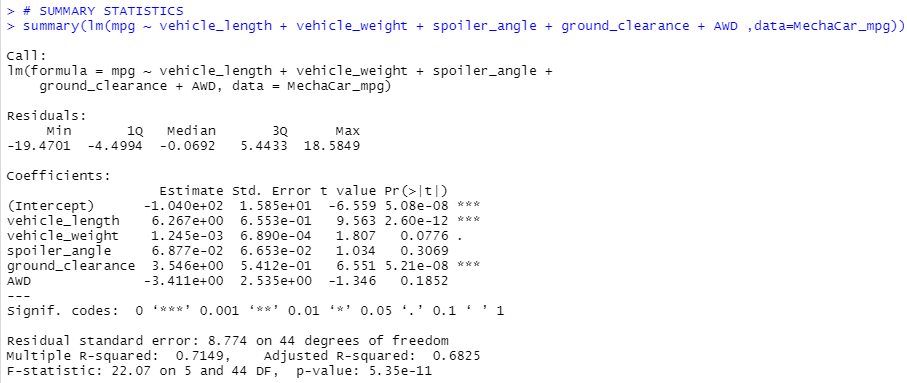 > # SUMMARY STATISTICS
> summary(lm(mpg ~ vehicle_length + vehicle_weight + spoiler_angle + ground_clearance + AWD ,data=MechaCar_mpg))

Call:
lm(formula = mpg ~ vehicle_length + vehicle_weight + spoiler_angle +
    ground_clearance + AWD, data = MechaCar_mpg)

Residuals:
     Min       1Q   Median       3Q      Max
-19.4701  -4.4994  -0.0692   5.4433  18.5849

Coefficients:
                   Estimate Std. Error t value Pr(>|t|)
(Intercept)      -1.040e+02  1.585e+01  -6.559 5.08e-08 ***
vehicle_length    6.267e+00  6.553e-01   9.563 2.60e-12 ***
vehicle_weight    1.245e-03  6.890e-04   1.807   0.0776 .
spoiler_angle     6.877e-02  6.653e-02   1.034   0.3069
ground_clearance  3.546e+00  5.412e-01   6.551 5.21e-08 ***
AWD              -3.411e+00  2.535e+00  -1.346   0.1852
---
Signif. codes:  0 ‘***’ 0.001 ‘**’ 0.01 ‘*’ 0.05 ‘.’ 0.1 ‘ ’ 1

Residual standard error: 8.774 on 44 degrees of freedom
Multiple R-squared:  0.7149,    Adjusted R-squared:  0.6825
F-statistic: 22.07 on 5 and 44 DF,  p-value: 5.35e-11